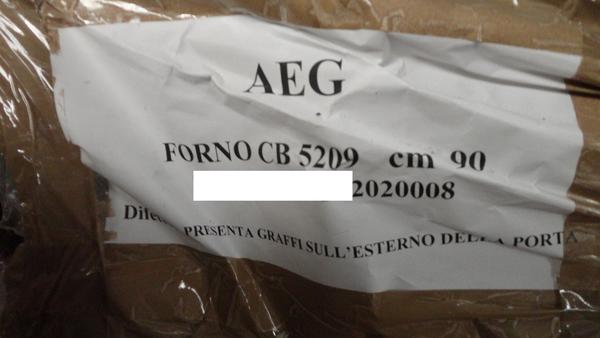 AEG
FORNO CB 5209 cm 90
2020008
PRESENTA GRAFFI SULL'ESTERNO DELLA PORTA